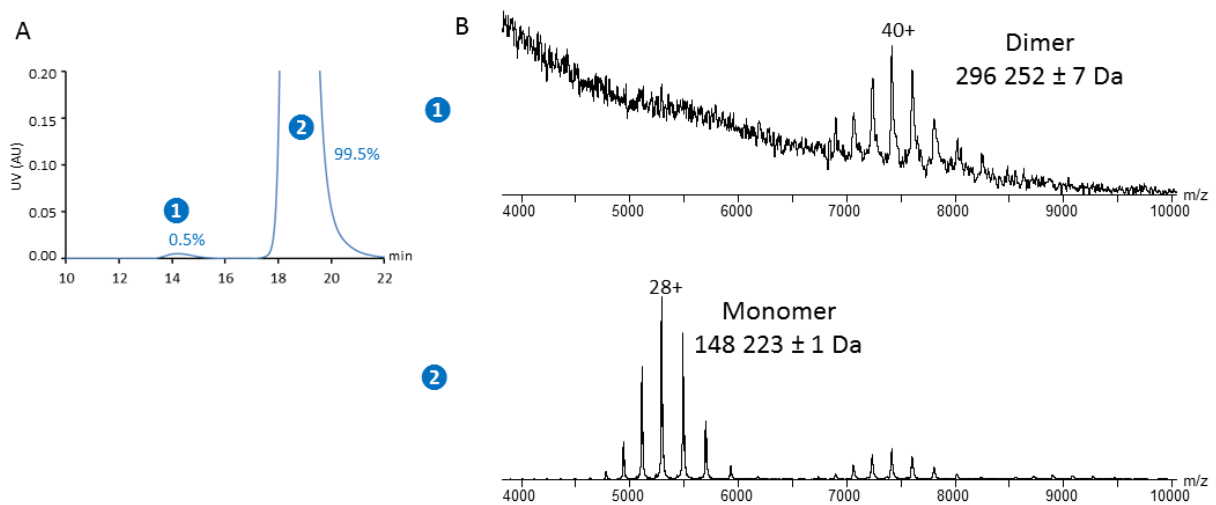 A
0.20
0.15
0.10
0.05
0.00
UV (AU)
1
0.5%
2
99.5%
10 12 14 16 18 20 22 min
B
1
40+
Dimer
296 252 ± 7 Da
4000 5000 6000 7000 8000 9000 10000 m/z
2
28+
Monomer
148 223 ± 1 Da
4000 5000 6000 7000 8000 9000 10000 m/z